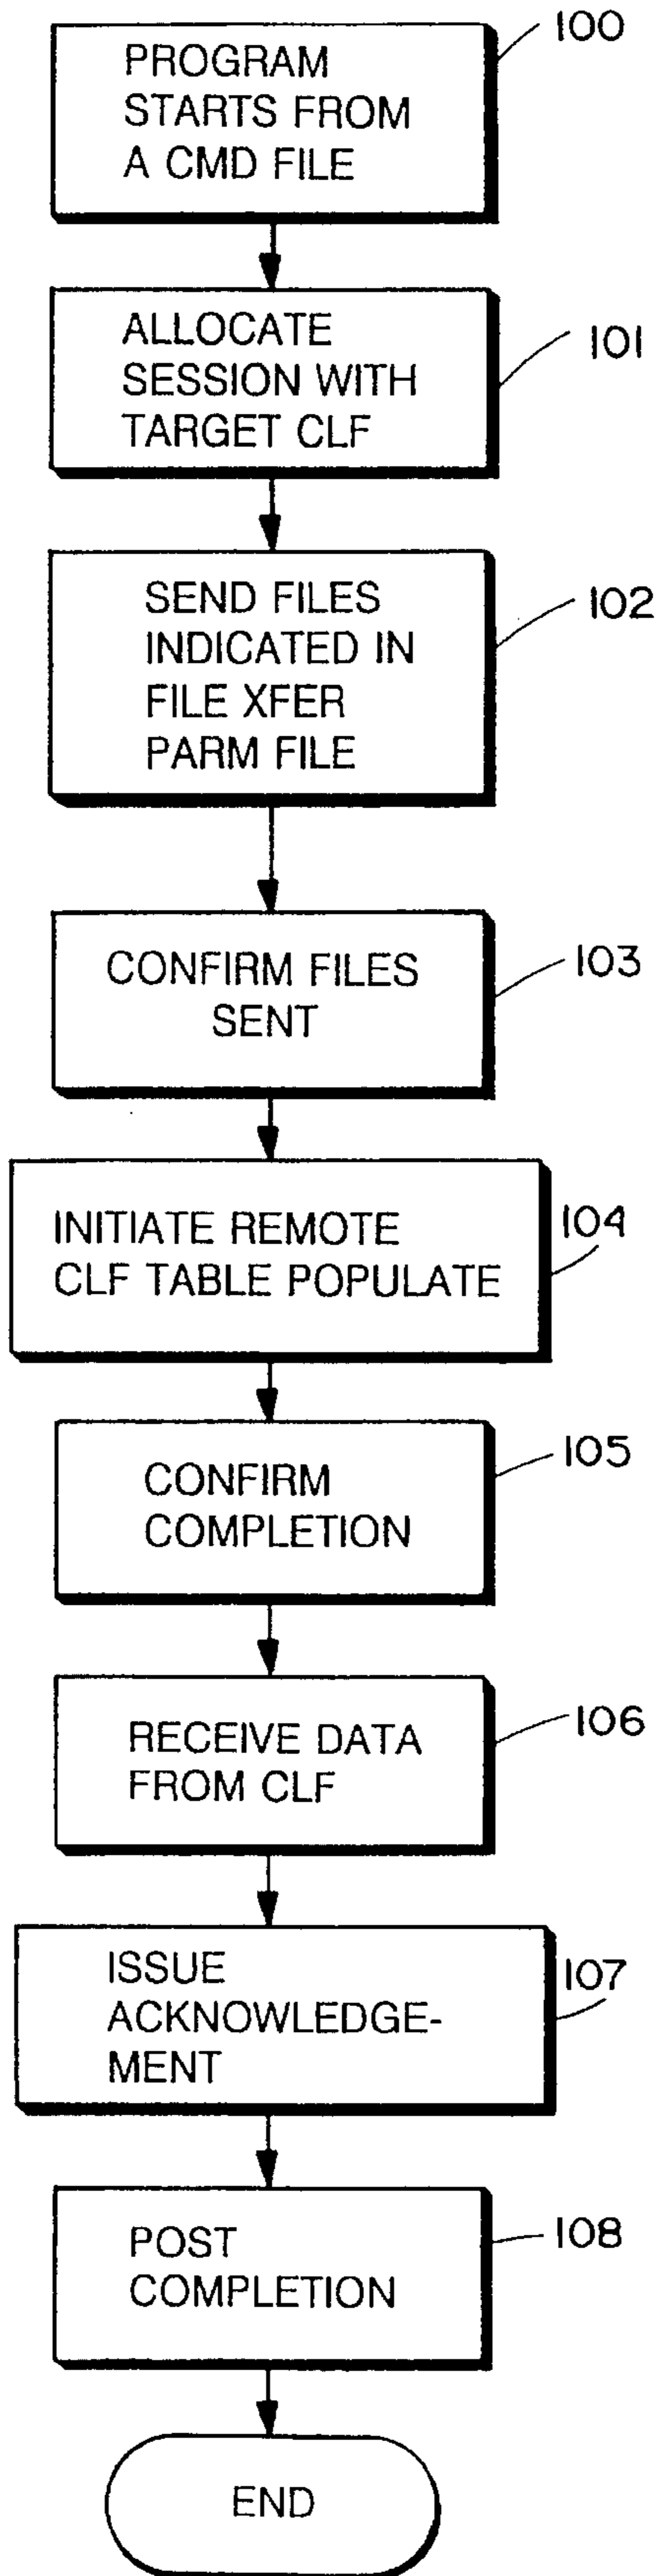 100
PROGRAM
STARTS FROM
A CMD FILE
101
ALLOCATE
SESSION WITH
TARGET CLF
102
SEND FILES
INDICATED IN
FILE XFER
PARM FILE
103
CONFIRM FILES
SENT
104
INITIATE REMOTE
CLF TABLE POPULATE
105
CONFIRM
COMPLETION
106
RECEIVE DATA
FROM CLF
107
ISSUE
ACKNOWLEDGE-
MENT
108
POST
COMPLETION
END